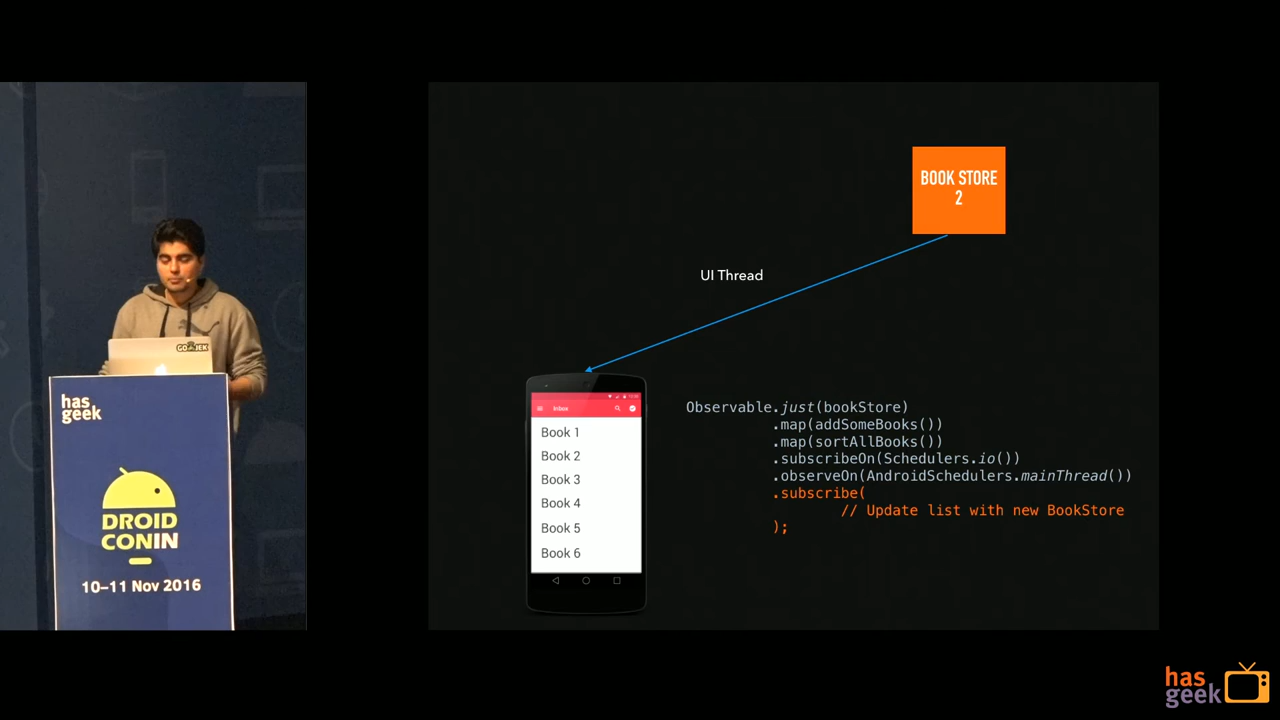 GO JEK
has
geek
DROID
CONIN
10–11 Nov 2016
BOOK STORE
2
UI Thread
Inbox
Book 1
Book 2
Book 3
Book 4
Book 5
Book 6
Observable.just(bookStore)
.map(addSomeBooks())
.map(sortAllBooks())
.subscribeOn(Schedulers.io())
.observeOn(AndroidSchedulers.mainThread())
.subscribe(
// Update list with new BookStore
);
has
geek